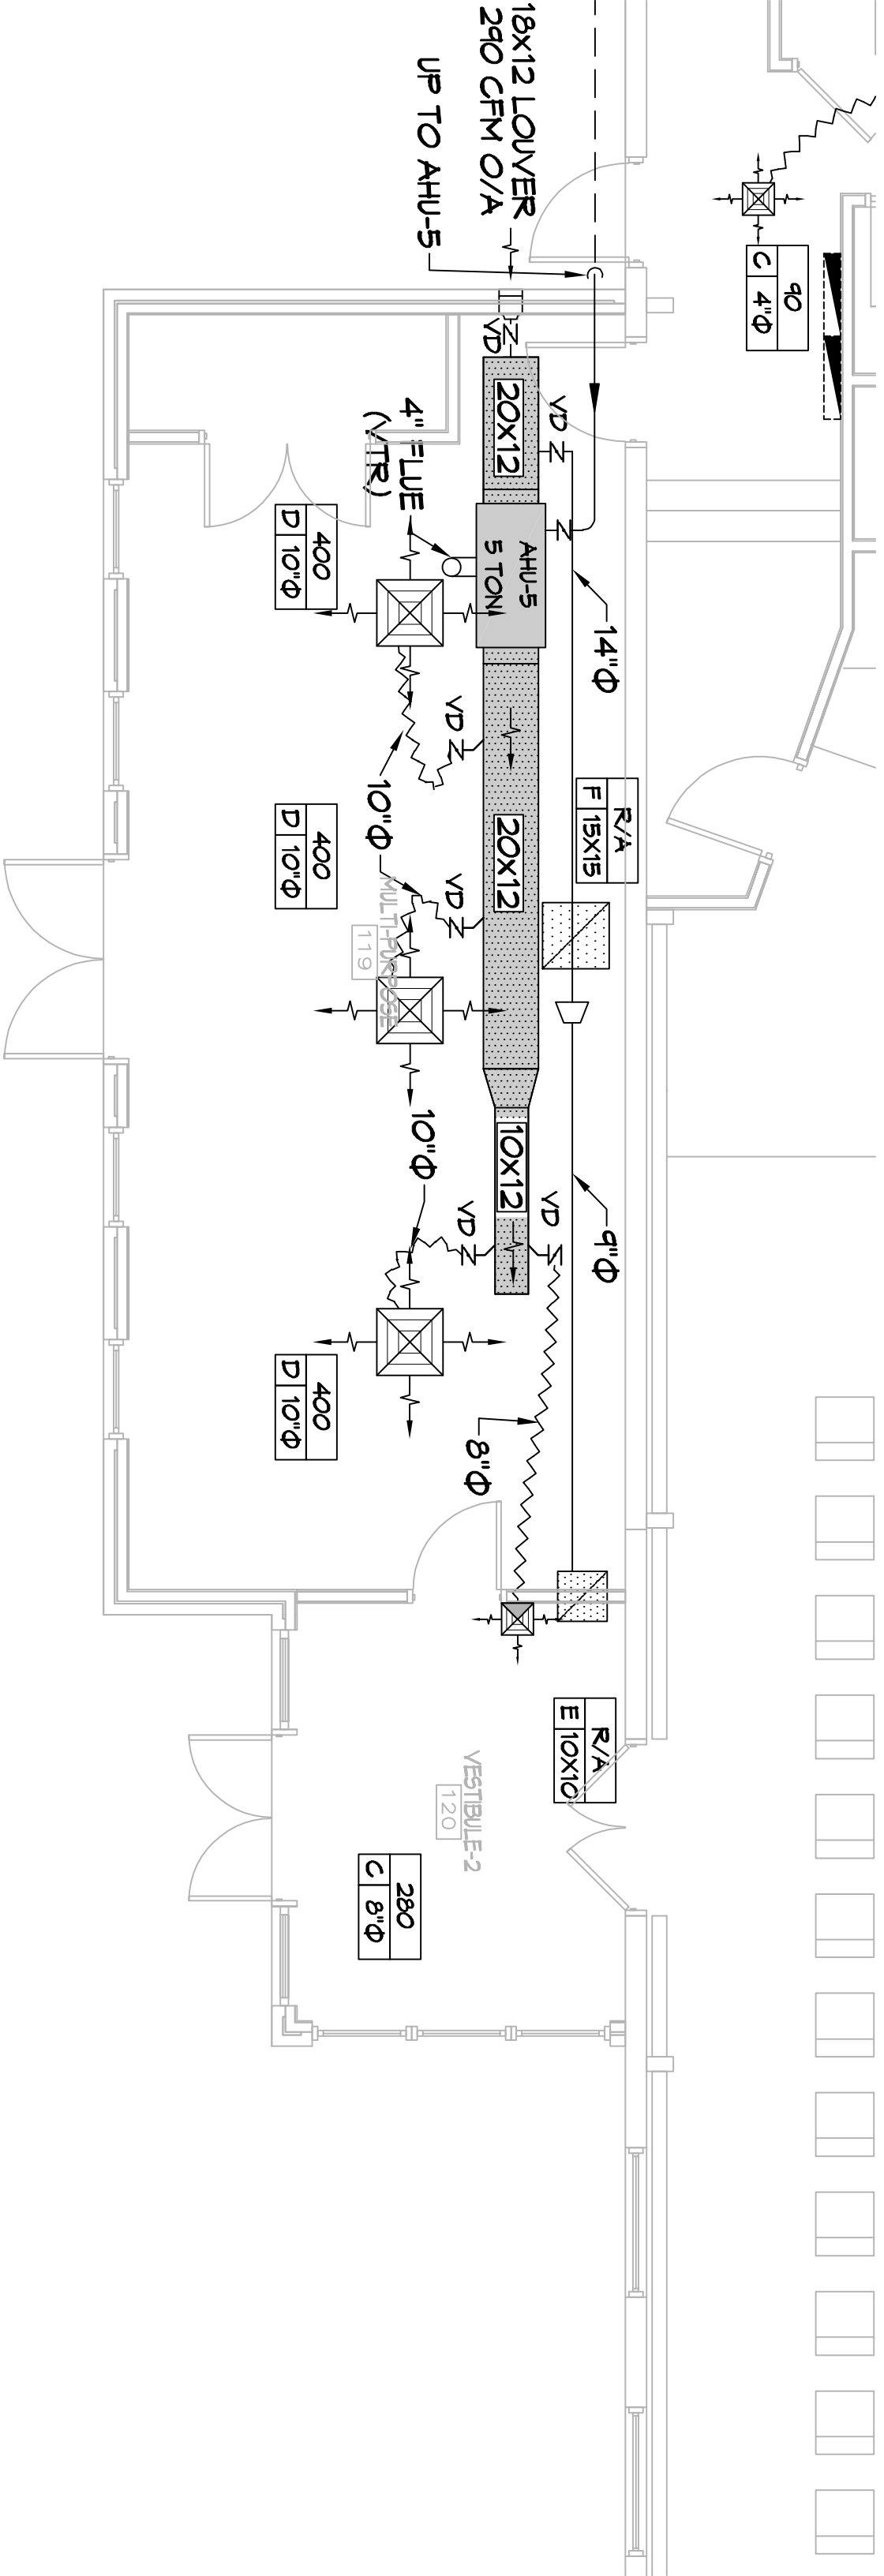 18x12 LOUVER
290 CFM O/A
UP TO AHU-5
90
C 4"Φ
VD
20x12
VD
4" FLUE
(VTR)
AHU-5
5 TON
400
D 10"Φ
14"Φ
VD
R/A
F 15X15
10"Φ
20x12
400
D 10"Φ
VD
MULTI-PURPOSE
119
10x12
10"Φ
VD
VD
9"Φ
400
D 10"Φ
8"Φ
R/A
E 10X10
VESTIBULE-2
120
280
C 8"Φ